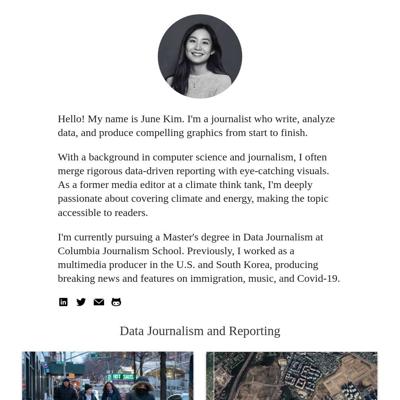 Hello! My name is June Kim. I'm a journalist who write, analyze
data, and produce compelling graphics from start to finish.
With a background in computer science and journalism, I often
merge rigorous data-driven reporting with eye-catching visuals.
As a former media editor at a climate think tank, I'm deeply
passionate about covering climate and energy, making the topic
accessible to readers.
I'm currently pursuing a Master's degree in Data Journalism at
Columbia Journalism School. Previously, I worked as a
multimedia producer in the U.S. and South Korea, producing
breaking news and features on immigration, music, and Covid-19.
Data Journalism and Reporting